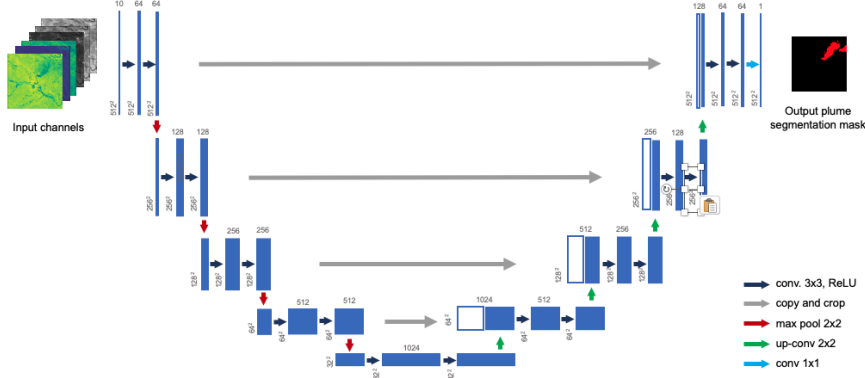 10 64 64
512² 512² 512²
Input channels
128 128
256² 256² 256²
256 256
128² 128² 128²
512 512
64² 64² 64²
1024
32² 32² 32²
1024 512
64² 64² 64²
512 256
128² 128² 128²
256 128
256² 256² 256²
128 64 64 1
512² 512² 512² 512²
Output plume
segmentation mask
conv. 3x3, ReLU
copy and crop
max pool 2x2
up-conv 2x2
conv 1x1